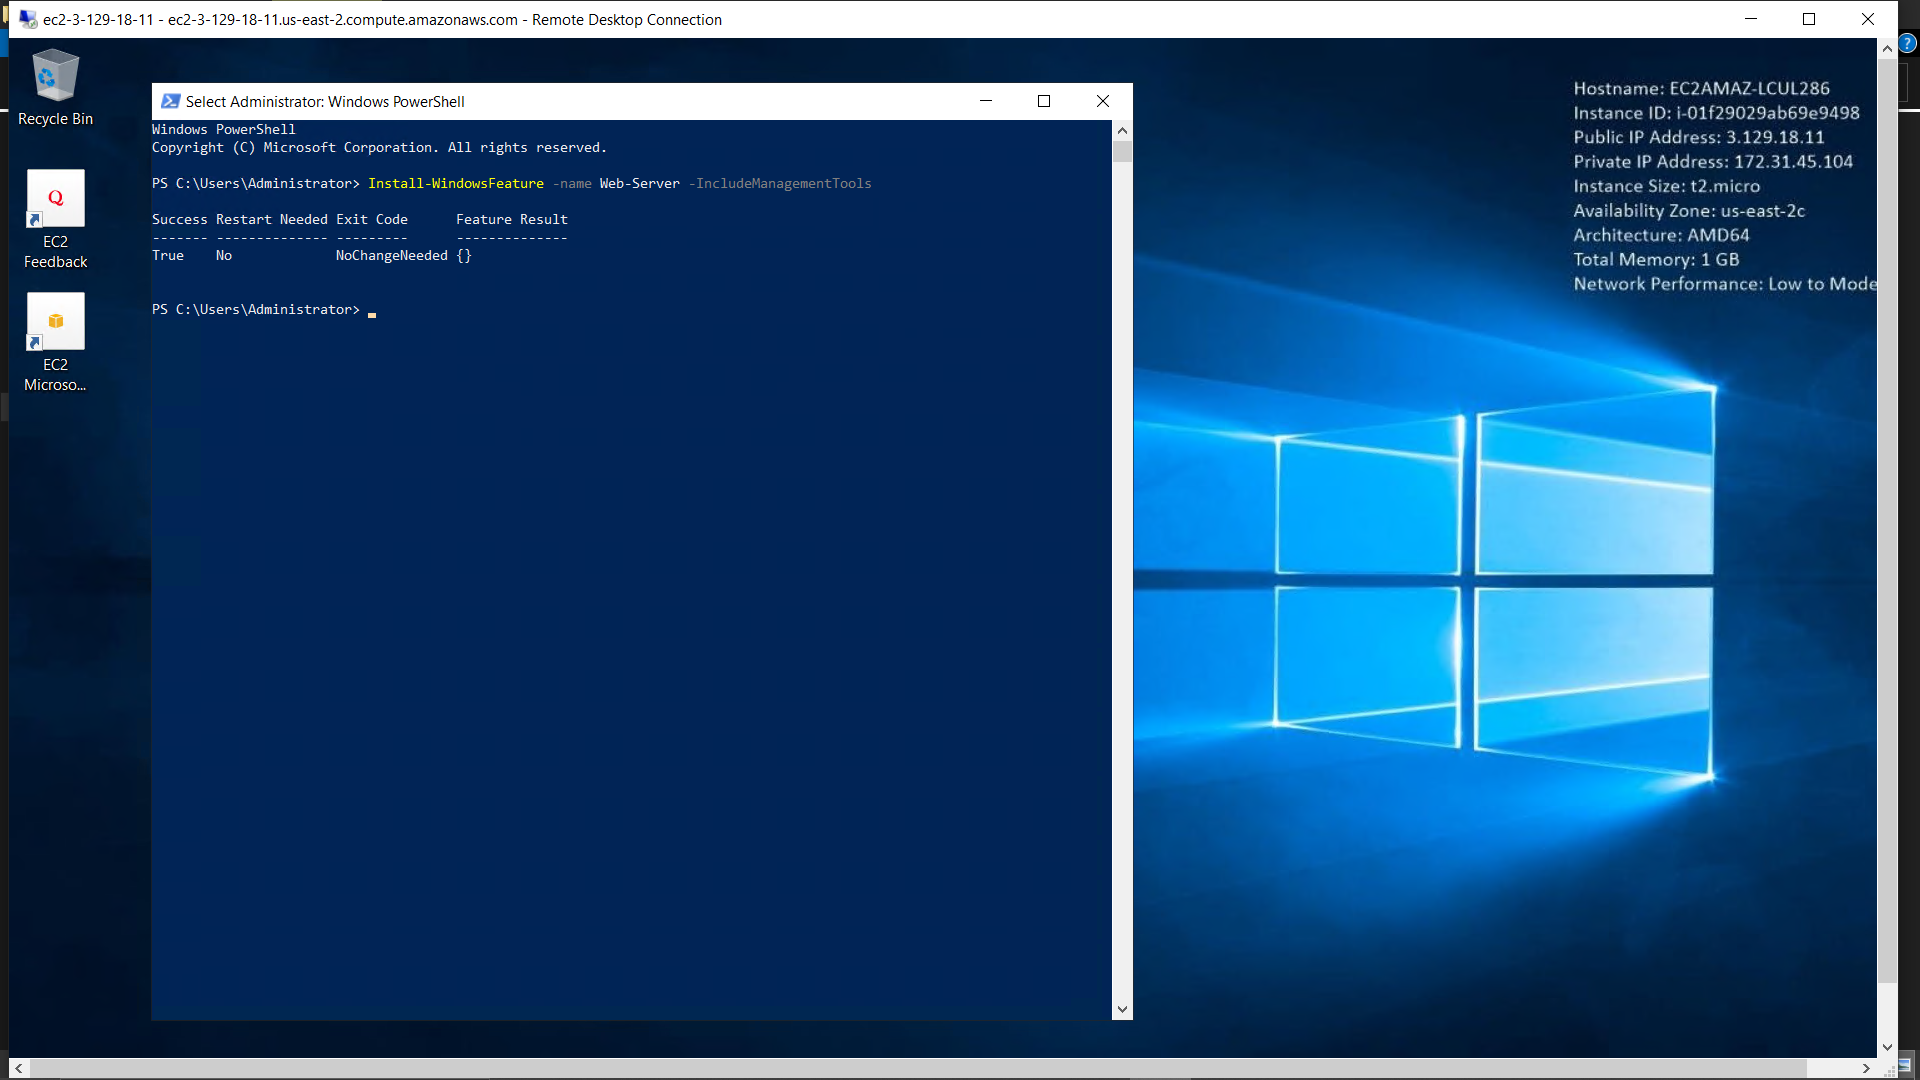 ec2-3-129-18-11 - ec2-3-129-18-11.us-east-2.compute.amazonaws.com - Remote Desktop Connection
Recycle Bin
EC2
Feedback
EC2
Microso...
Select Administrator: Windows PowerShell
Windows PowerShell
Copyright (C) Microsoft Corporation. All rights reserved.
PS C:\Users\Administrator> Install-WindowsFeature -name Web-Server -IncludeManagementTools
Success Restart Needed Exit Code      Feature Result
------- -------------- ---------      --------------
True    No             NoChangeNeeded {}
PS C:\Users\Administrator>
Hostname: EC2AMAZ-LCUL286
Instance ID: i-01f29029ab69e9498
Public IP Address: 3.129.18.11
Private IP Address: 172.31.45.104
Instance Size: t2.micro
Availability Zone: us-east-2c
Architecture: AMD64
Total Memory: 1 GB
Network Performance: Low to Mode